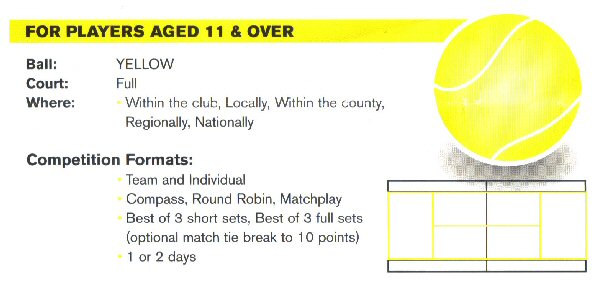 FOR PLAYERS AGED 11 & OVER
Ball: YELLOW
Court: Full
Where: • Within the club, Locally, Within the county,
Regionally, Nationally
Competition Formats:
• Team and Individual
• Compass, Round Robin, Matchplay
• Best of 3 short sets, Best of 3 full sets
(optional match tie break to 10 points)
• 1 or 2 days